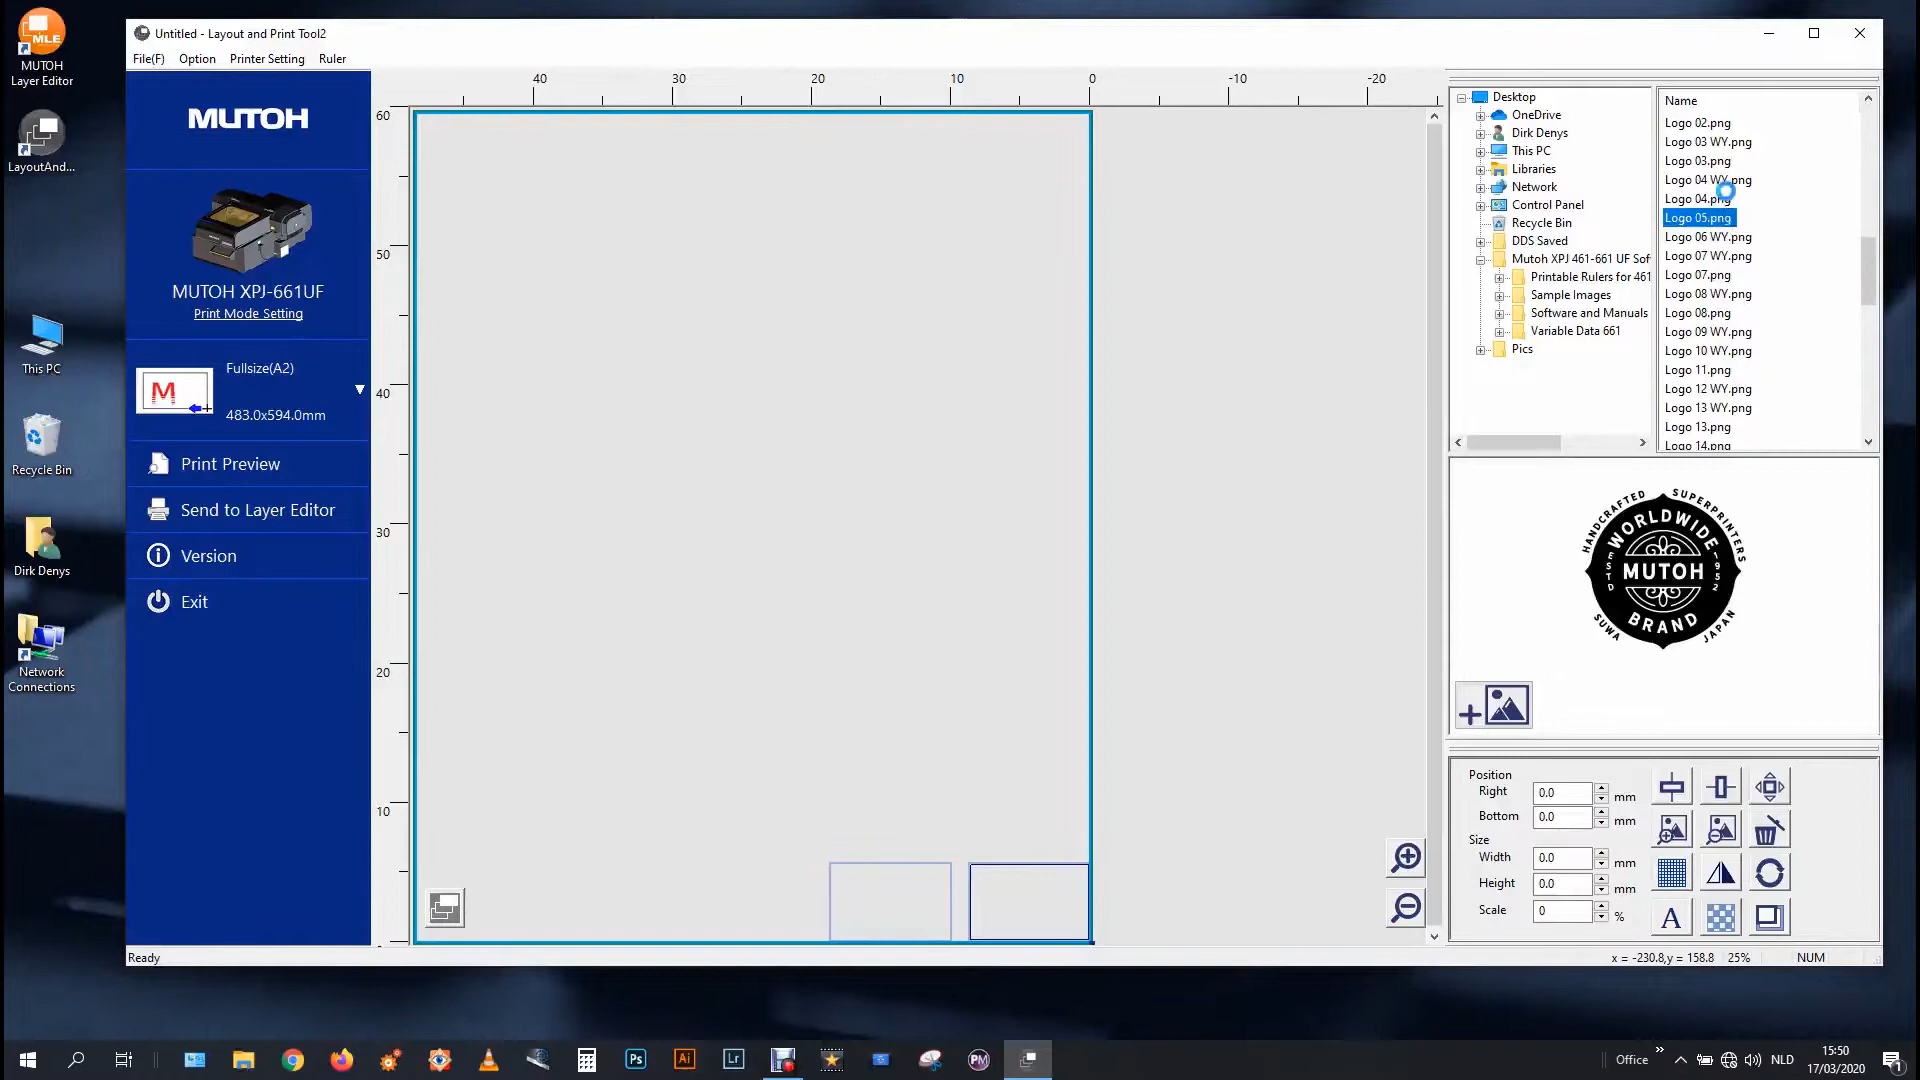 MLE
MUTOH
Layer Editor
LayoutAnd...
This PC
Recycle Bin
Dirk Denys
Network
Connections
Untitled - Layout and Print Tool2
File(F) Option Printer Setting Ruler
MUTOH
MUTOH XPJ-661UF
Print Mode Setting
M
Fullsize(A2)
483.0x594.0mm
Print Preview
Send to Layer Editor
Version
Exit
40 30 20 10 0 -10 -20
60
50
40
30
20
10
Desktop
OneDrive
Dirk Denys
This PC
Libraries
Network
Control Panel
Recycle Bin
DDS Saved
Mutoh XPJ 461-661 UF Sof
Printable Rulers for 461
Sample Images
Software and Manuals
Variable Data 661
Pics
Name
Logo 02.png
Logo 03 WY.png
Logo 03.png
Logo 04 WY.png
Logo 04.png
Logo 05.png
Logo 06 WY.png
Logo 07 WY.png
Logo 07.png
Logo 08 WY.png
Logo 08.png
Logo 09 WY.png
Logo 10 WY.png
Logo 11.png
Logo 12 WY.png
Logo 13 WY.png
Logo 13.png
Logo 14.png
HANDCRAFTED SUPERPRINTERS
WORLDWIDE
ESTD
MUTOH
1952
BRAND
SUWA JAPAN
Position
Right 0.0 mm
Bottom 0.0 mm
Size
Width 0.0 mm
Height 0.0 mm
Scale 0 %
A
Ready
x = -230.8,y = 158.8 25% NUM
Ps Ai Lr PM
Office » NLD
15:50
17/03/2020
1